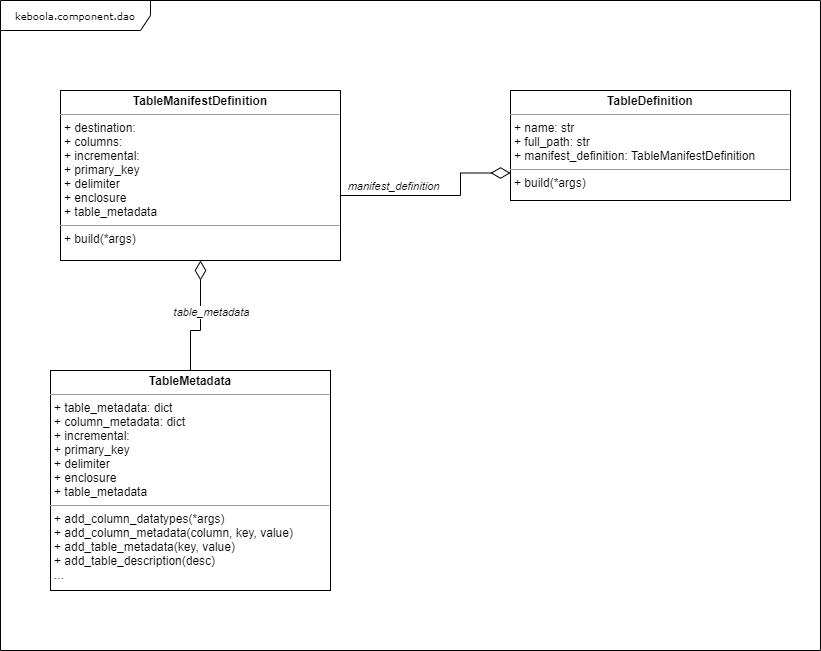 keboola.component.dao
TableManifestDefinition
+ destination:
+ columns:
+ incremental:
+ primary_key
+ delimiter
+ enclosure
+ table_metadata
+ build(*args)
manifest_definition
TableDefinition
+ name: str
+ full_path: str
+ manifest_definition: TableManifestDefinition
+ build(*args)
table_metadata
TableMetadata
+ table_metadata: dict
+ column_metadata: dict
+ incremental:
+ primary_key
+ delimiter
+ enclosure
+ table_metadata
+ add_column_datatypes(*args)
+ add_column_metadata(column, key, value)
+ add_table_metadata(key, value)
+ add_table_description(desc)
...